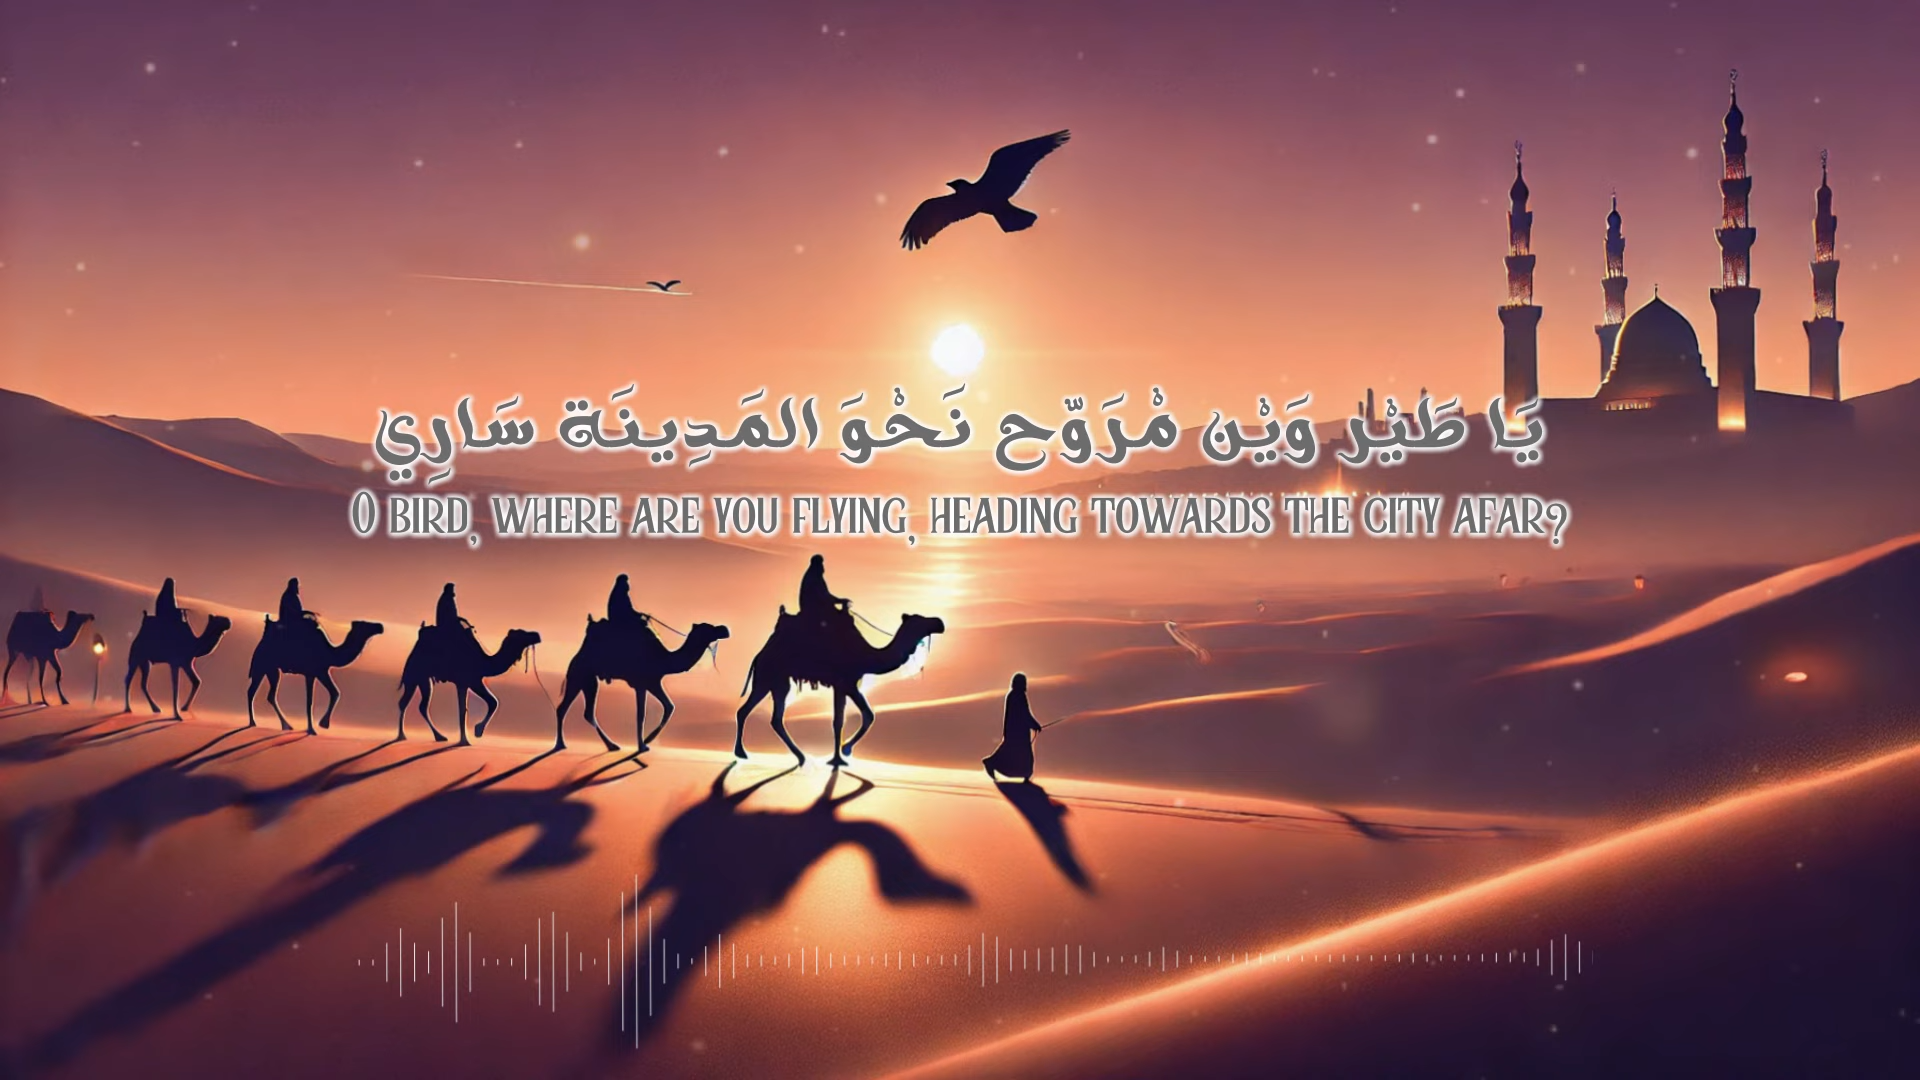 يَا طَيْر وَيْن مْرَوّح نَحْوَ المَدِينَة سَارِي
O BIRD, WHERE ARE YOU FLYING, HEADING TOWARDS THE CITY AFAR?